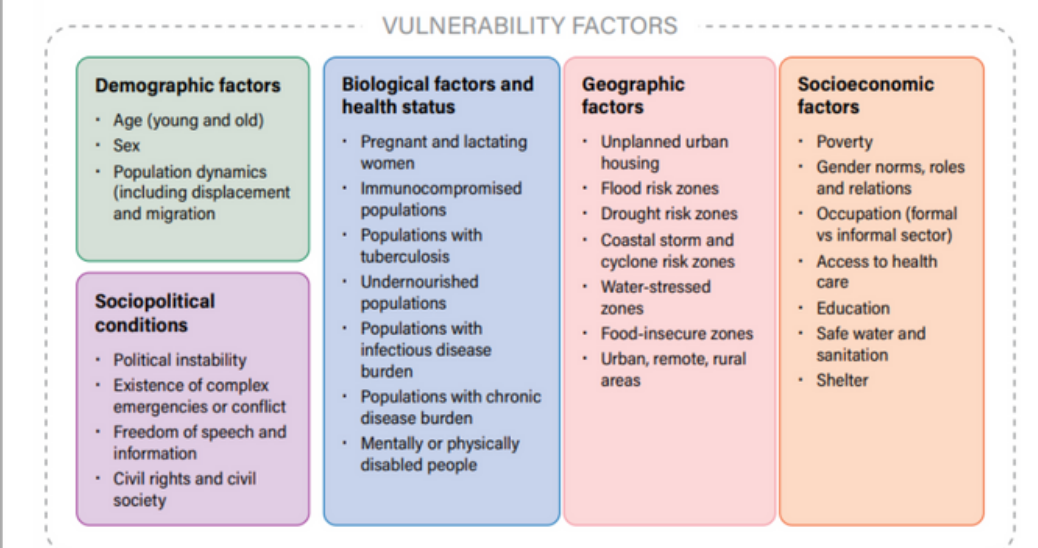 VULNERABILITY FACTORS
Demographic factors
• Age (young and old)
• Sex
• Population dynamics
(including displacement
and migration
Sociopolitical
conditions
• Political instability
• Existence of complex
emergencies or conflict
• Freedom of speech and
information
• Civil rights and civil
society
Biological factors and
health status
• Pregnant and lactating
women
• Immunocompromised
populations
• Populations with
tuberculosis
• Undernourished
populations
• Populations with
infectious disease
burden
• Populations with chronic
disease burden
• Mentally or physically
disabled people
Geographic
factors
• Unplanned urban
housing
• Flood risk zones
• Drought risk zones
• Coastal storm and
cyclone risk zones
• Water-stressed
zones
• Food-insecure zones
• Urban, remote, rural
areas
Socioeconomic
factors
• Poverty
• Gender norms, roles
and relations
• Occupation (formal
vs informal sector)
• Access to health
care
• Education
• Safe water and
sanitation
• Shelter